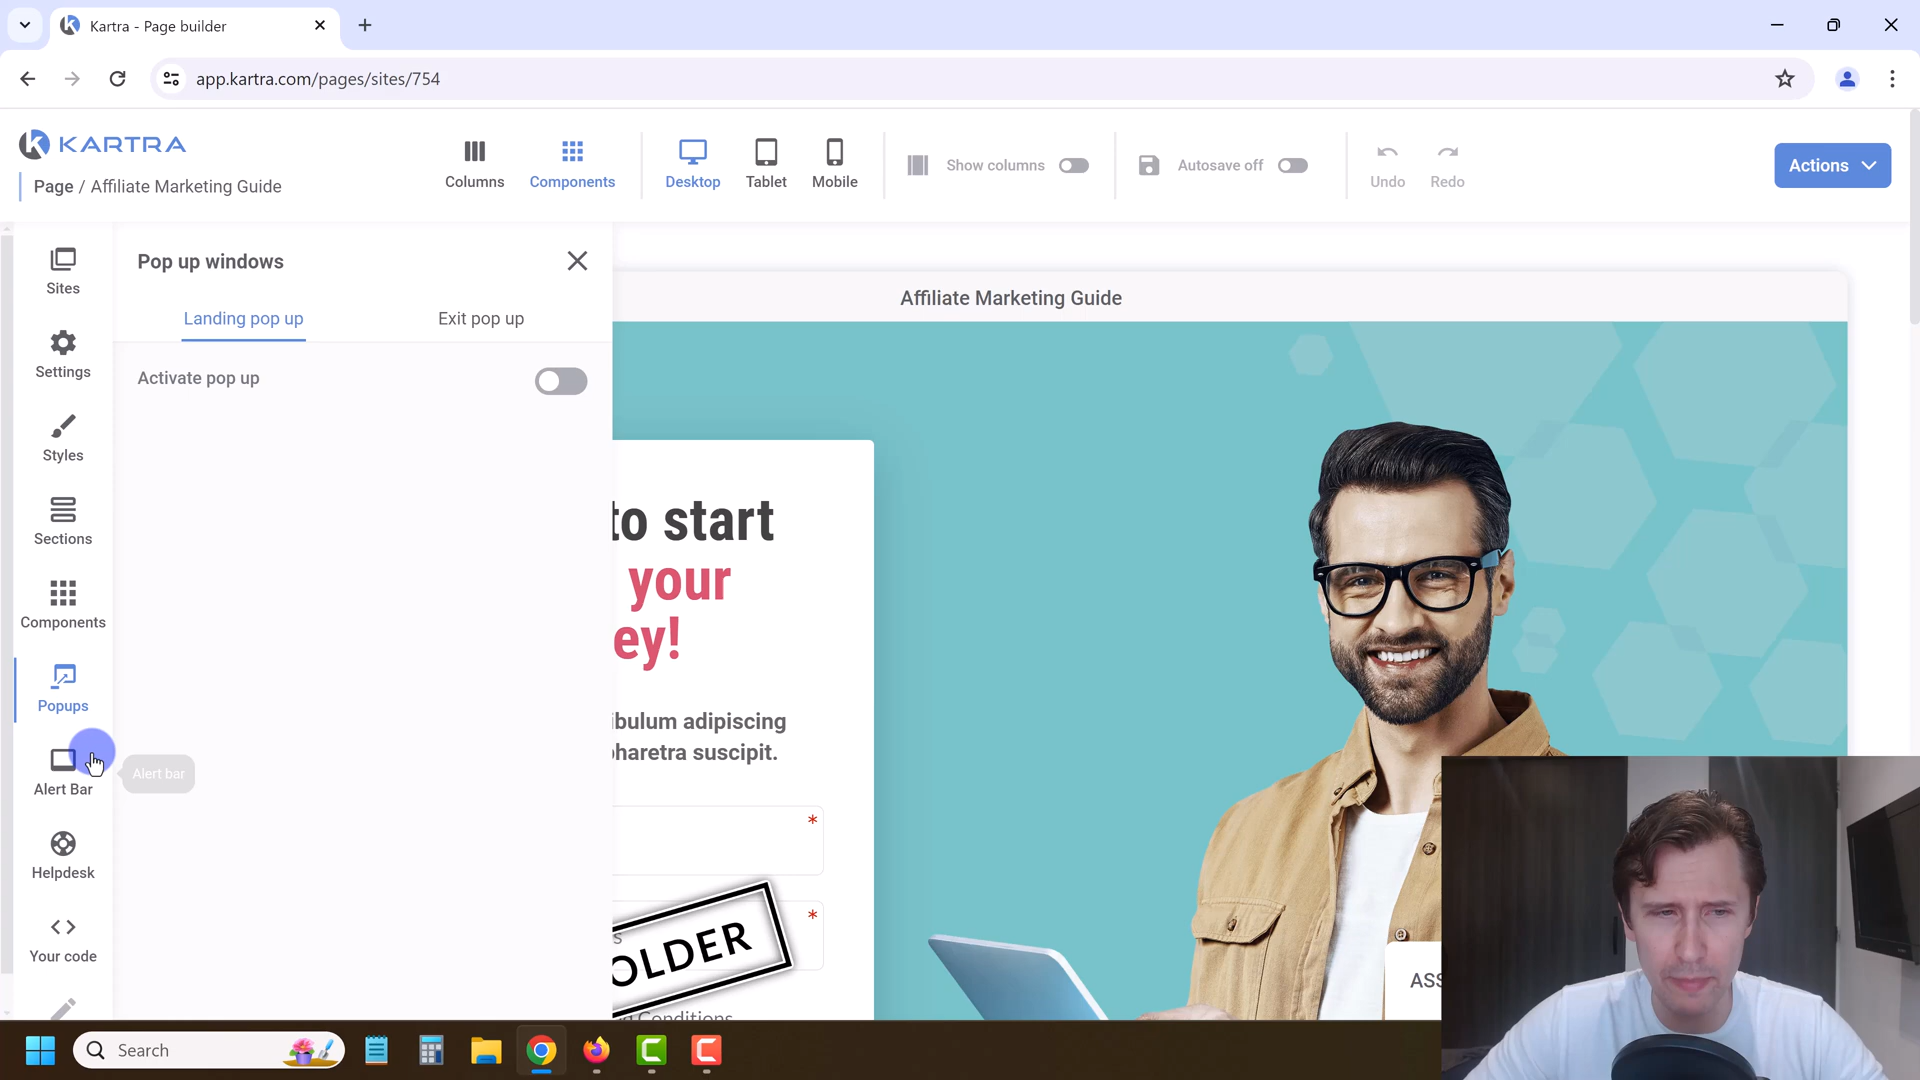 Kartra - Page builder
app.kartra.com/pages/sites/754
KARTRA
Page / Affiliate Marketing Guide
Columns
Components
Desktop
Tablet
Mobile
Show columns
Autosave off
Undo
Redo
Actions
Sites
Settings
Styles
Sections
Components
Popups
Alert Bar
Helpdesk
Your code
Pop up windows
Landing pop up
Exit pop up
Activate pop up
Alert bar
Affiliate Marketing Guide
to start
your
ey!
ibulum adipiscing
pharetra suscipit.
*
*
s
OLDER
Conditions
ASS
Search